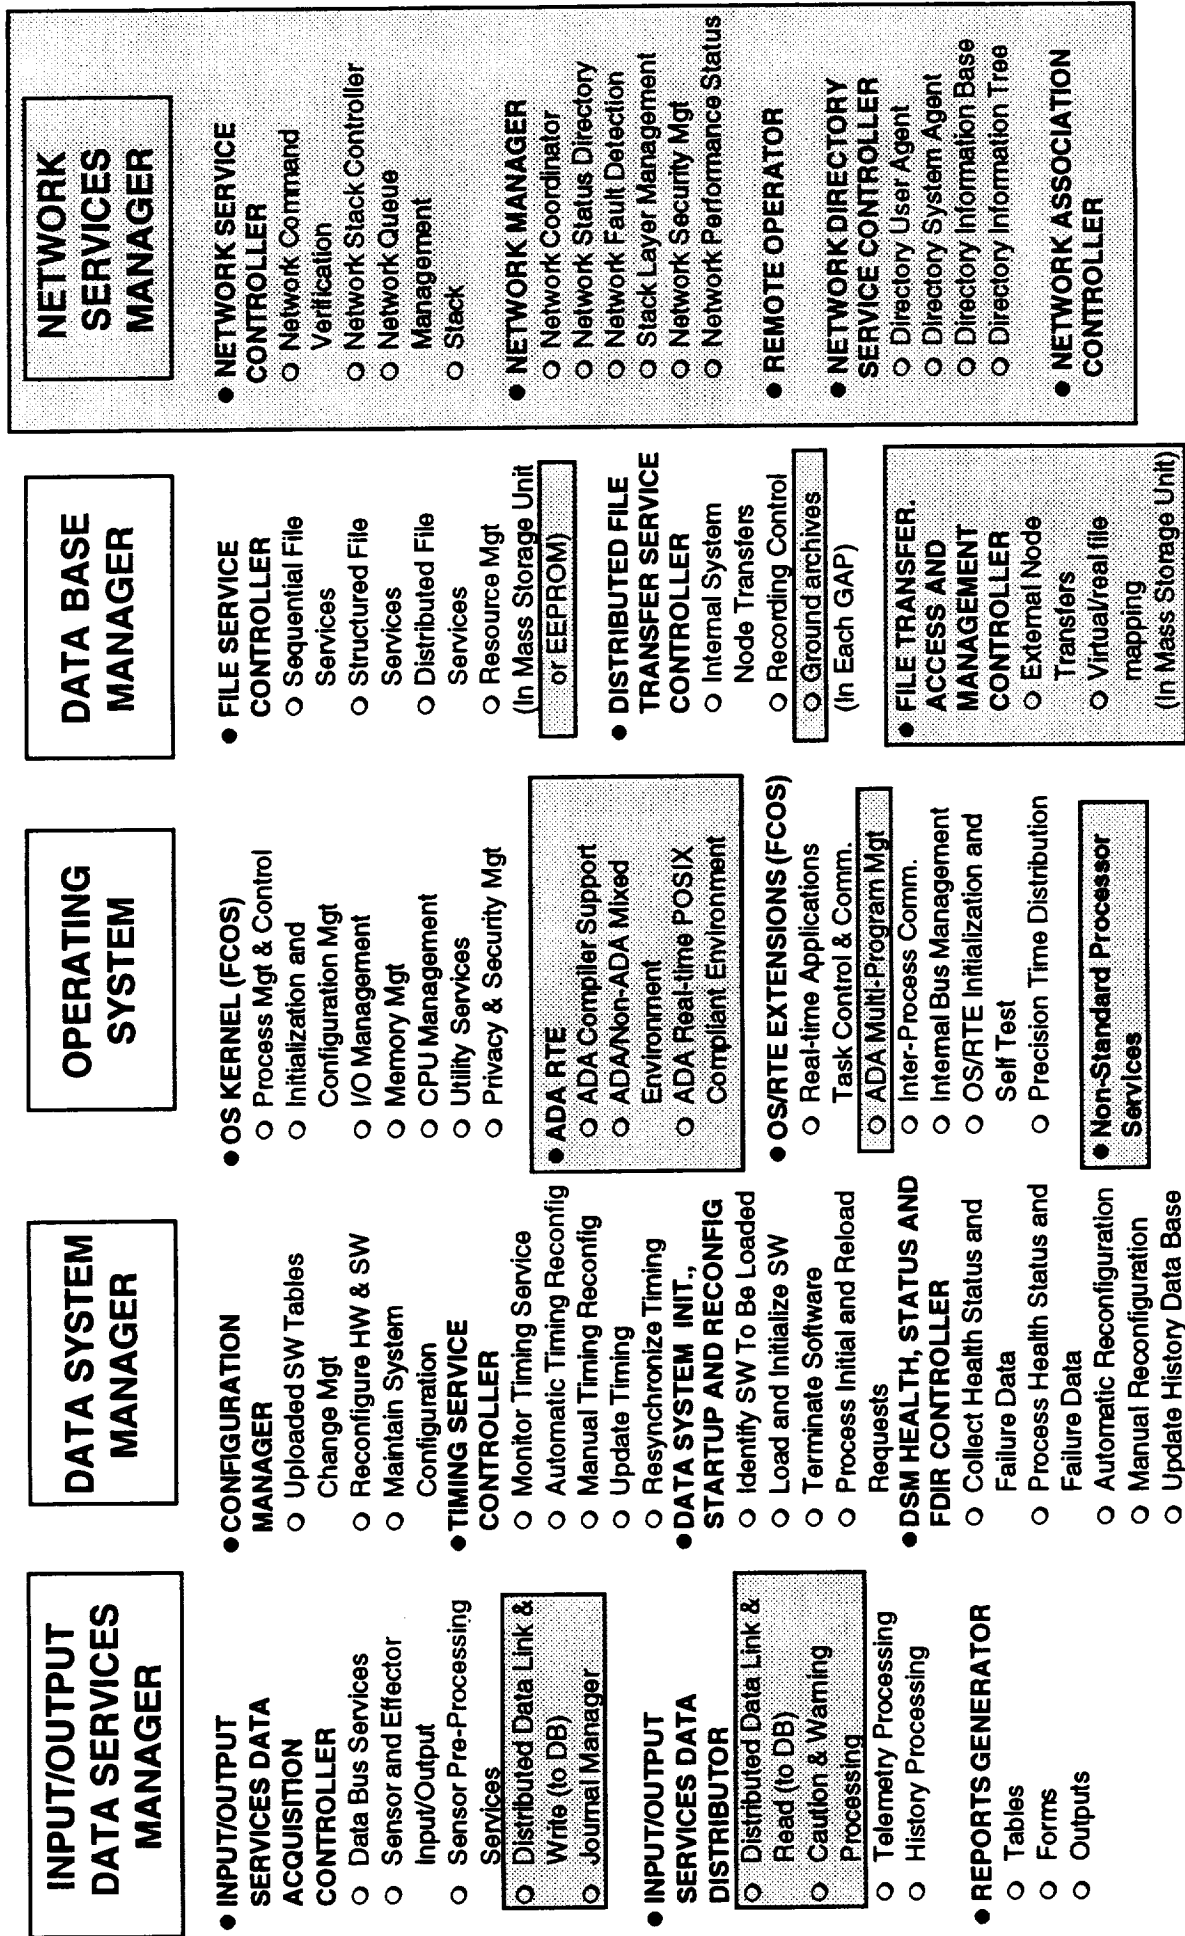 INPUT/OUTPUT
DATA SERVICES
MANAGER
● INPUT/OUTPUT
SERVICES DATA
ACQUISITION
CONTROLLER
○ Data Bus Services
○ Sensor and Effector
Input/Output
○ Sensor Pre-Processing
Services
○ Distributed Data Link &
Write (to DB)
○ Journal Manager
● INPUT/OUTPUT
SERVICES DATA
DISTRIBUTOR
○ Distributed Data Link &
Read (to DB)
○ Caution & Warning
Processing
○ Telemetry Processing
○ History Processing
● REPORTS GENERATOR
○ Tables
○ Forms
○ Outputs
DATA SYSTEM
MANAGER
● CONFIGURATION
MANAGER
○ Uploaded SW Tables
Change Mgt
○ Reconfigure HW & SW
○ Maintain System
Configuration
● TIMING SERVICE
CONTROLLER
○ Monitor Timing Service
○ Automatic Timing Reconfig
○ Manual Timing Reconfig
○ Update Timing
○ Resynchronize Timing
● DATA SYSTEM INIT.,
STARTUP AND RECONFIG
○ Identify SW To Be Loaded
○ Load and Initialize SW
○ Terminate Software
○ Process Initial and Reload
Requests
● DSM HEALTH, STATUS AND
FDIR CONTROLLER
○ Collect Health Status and
Failure Data
○ Process Health Status and
Failure Data
○ Automatic Reconfiguration
○ Manual Reconfiguration
○ Update History Data Base
OPERATING
SYSTEM
● OS KERNEL (FCOS)
○ Process Mgt & Control
○ Initialization and
Configuration Mgt
○ I/O Management
○ Memory Mgt
○ CPU Management
○ Utility Services
○ Privacy & Security Mgt
● ADA RTE
○ ADA Compiler Support
○ ADA/Non-ADA Mixed
Environment
○ ADA Real-time POSIX
Compliant Environment
● OS/RTE EXTENSIONS (FCOS)
○ Real-time Applications
Task Control & Comm.
○ ADA Multi-Program Mgt
○ Inter-Process Comm.
○ Internal Bus Management
○ OS/RTE Initialization and
Self Test
○ Precision Time Distribution
● Non-Standard Processor
Services
DATA BASE
MANAGER
● FILE SERVICE
CONTROLLER
○ Sequential File
Services
○ Structured File
Services
○ Distributed File
Services
○ Resource Mgt
(In Mass Storage Unit
or EEPROM)
● DISTRIBUTED FILE
TRANSFER SERVICE
CONTROLLER
○ Internal System
Node Transfers
○ Recording Control
○ Ground archives
(In Each GAP)
● FILE TRANSFER.
ACCESS AND
MANAGEMENT
CONTROLLER
○ External Node
Transfers
○ Virtual/real file
mapping
(In Mass Storage Unit)
NETWORK
SERVICES
MANAGER
● NETWORK SERVICE
CONTROLLER
○ Network Command
Verification
○ Network Stack Controller
○ Network Queue
Management
○ Stack
● NETWORK MANAGER
○ Network Coordinator
○ Network Status Directory
○ Network Fault Detection
○ Stack Layer Management
○ Network Security Mgt
○ Network Performance Status
● REMOTE OPERATOR
● NETWORK DIRECTORY
SERVICE CONTROLLER
○ Directory User Agent
○ Directory System Agent
○ Directory Information Base
○ Directory Information Tree
● NETWORK ASSOCIATION
CONTROLLER